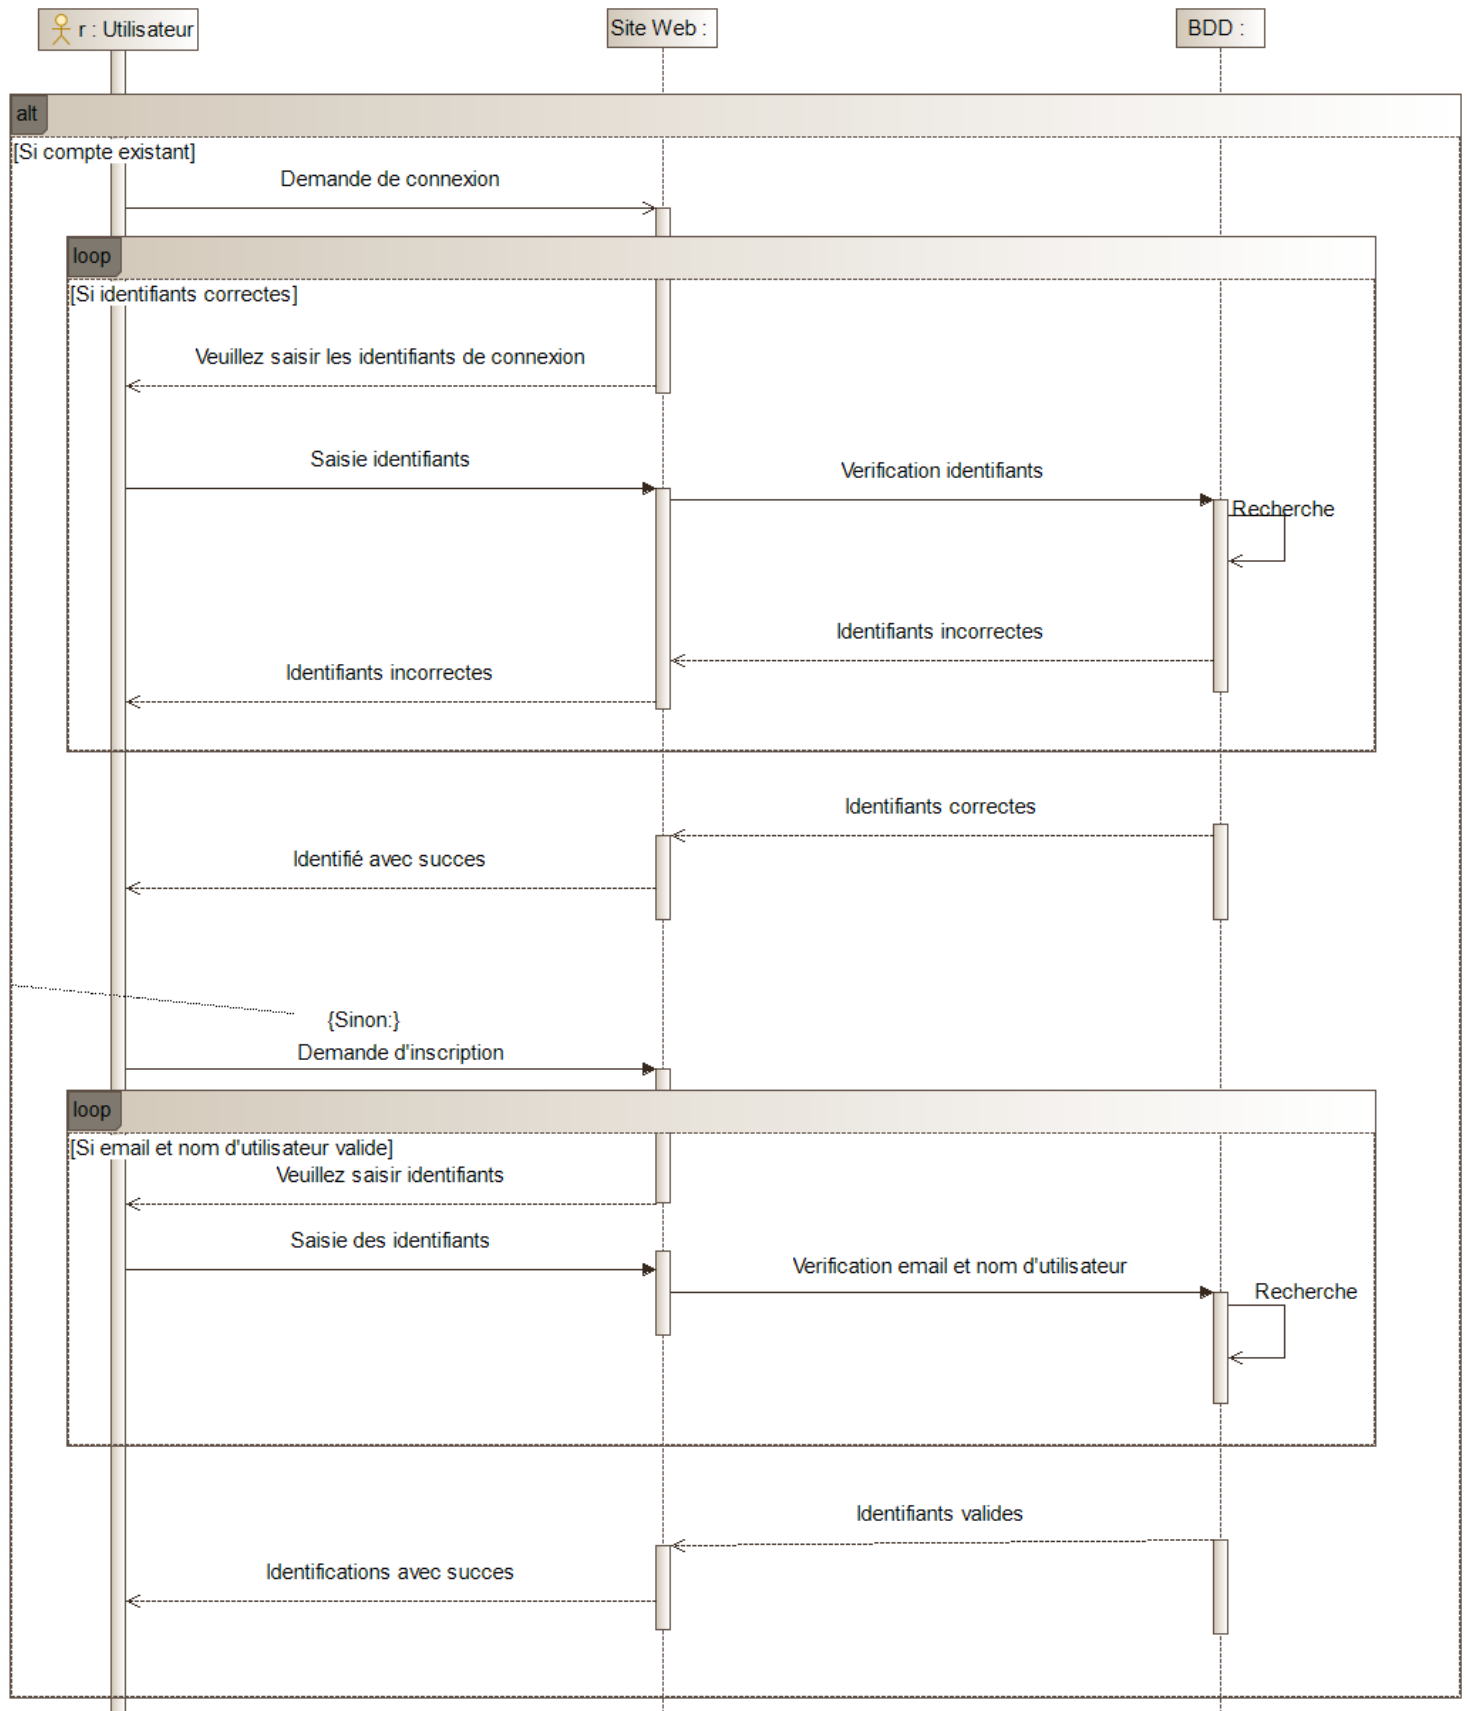 r : Utilisateur
Site Web :
BDD :
alt
[Si compte existant]
Demande de connexion
loop
[Si identifiants correctes]
Veuillez saisir les identifiants de connexion
Saisie identifiants
Verification identifiants
Recherche
Identifiants incorrectes
Identifiants incorrectes
Identifiants correctes
Identifié avec succes
{Sinon:}
Demande d'inscription
loop
[Si email et nom d'utilisateur valide]
Veuillez saisir identifiants
Saisie des identifiants
Verification email et nom d'utilisateur
Recherche
Identifiants valides
Identifications avec succes